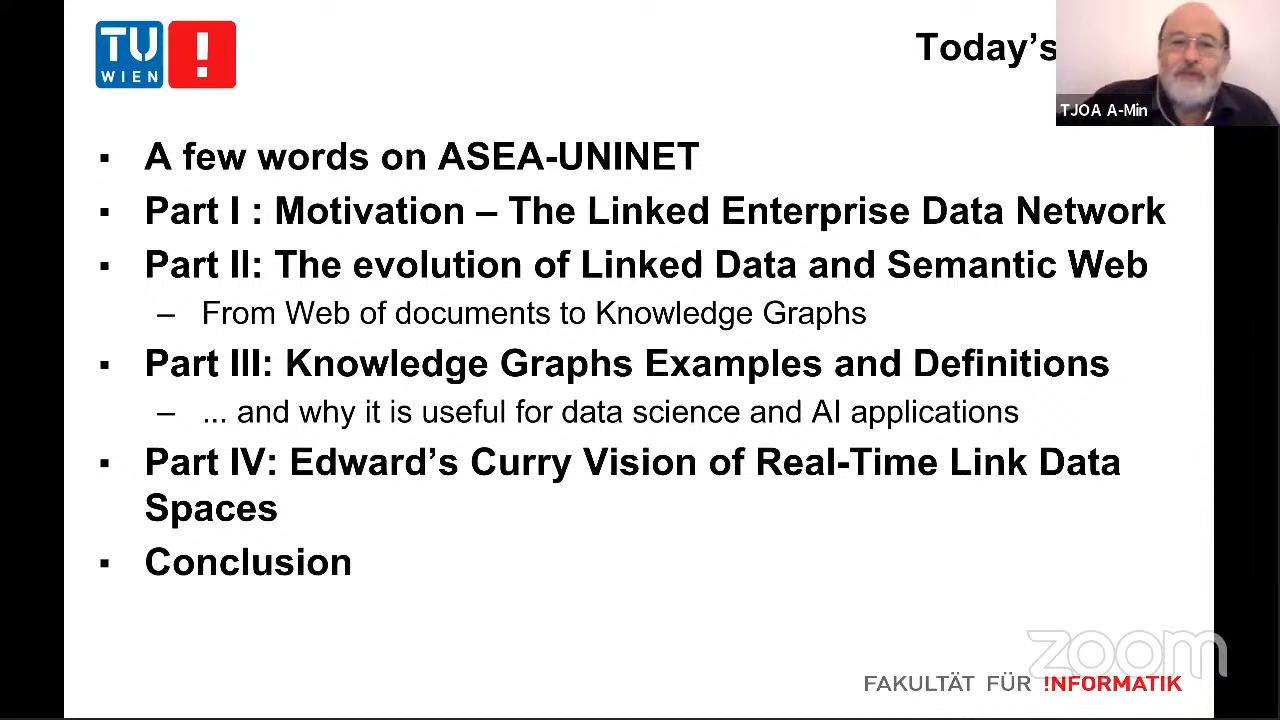 TU
WIEN
Today's
TJOA A-Min
▪ A few words on ASEA-UNINET
▪ Part I : Motivation – The Linked Enterprise Data Network
▪ Part II: The evolution of Linked Data and Semantic Web
– From Web of documents to Knowledge Graphs
▪ Part III: Knowledge Graphs Examples and Definitions
– ... and why it is useful for data science and AI applications
▪ Part IV: Edward’s Curry Vision of Real-Time Link Data
Spaces
▪ Conclusion
zoom
FAKULTÄT FÜR !NFORMATIK